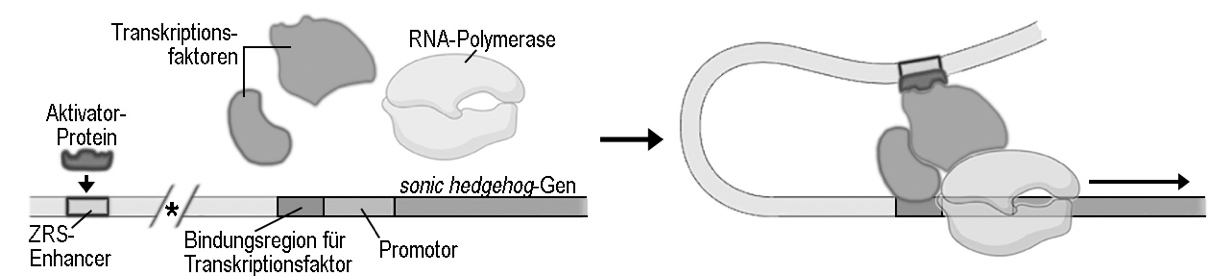 Transkriptions-
faktoren
RNA-Polymerase
Aktivator-
Protein
sonic hedgehog-Gen
*
ZRS-
Enhancer
Bindungsregion für
Transkriptionsfaktor
Promotor